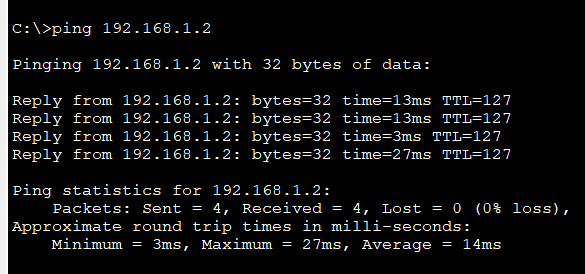 C:\>ping 192.168.1.2
Pinging 192.168.1.2 with 32 bytes of data:
Reply from 192.168.1.2: bytes=32 time=13ms TTL=127
Reply from 192.168.1.2: bytes=32 time=13ms TTL=127
Reply from 192.168.1.2: bytes=32 time=3ms TTL=127
Reply from 192.168.1.2: bytes=32 time=27ms TTL=127
Ping statistics for 192.168.1.2:
Packets: Sent = 4, Received = 4, Lost = 0 (0% loss),
Approximate round trip times in milli-seconds:
Minimum = 3ms, Maximum = 27ms, Average = 14ms